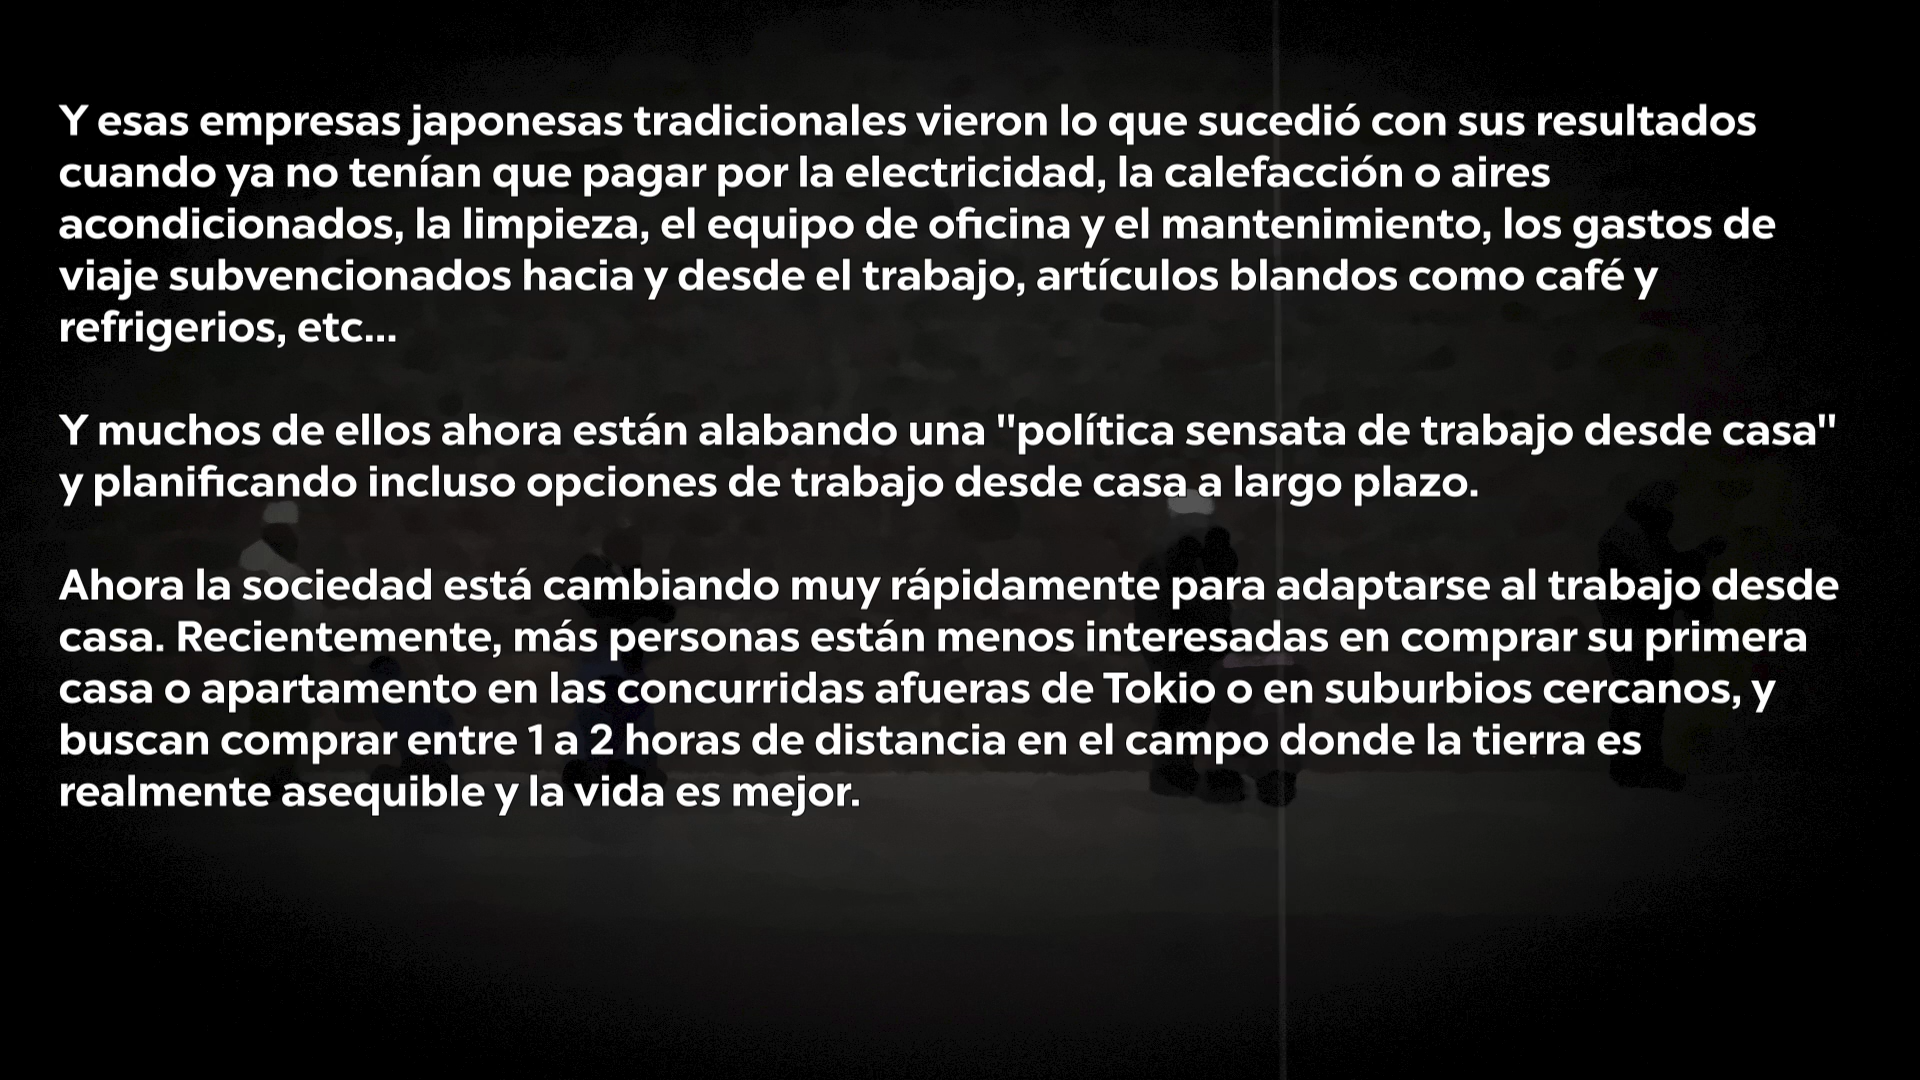 Y esas empresas japonesas tradicionales vieron lo que sucedió con sus resultados
cuando ya no tenían que pagar por la electricidad, la calefacción o aires
acondicionados, la limpieza, el equipo de oficina y el mantenimiento, los gastos de
viaje subvencionados hacia y desde el trabajo, artículos blandos como café y
refrigerios, etc...
Y muchos de ellos ahora están alabando una "política sensata de trabajo desde casa"
y planificando incluso opciones de trabajo desde casa a largo plazo.
Ahora la sociedad está cambiando muy rápidamente para adaptarse al trabajo desde
casa. Recientemente, más personas están menos interesadas en comprar su primera
casa o apartamento en las concurridas afueras de Tokio o en suburbios cercanos, y
buscan comprar entre 1 a 2 horas de distancia en el campo donde la tierra es
realmente asequible y la vida es mejor.